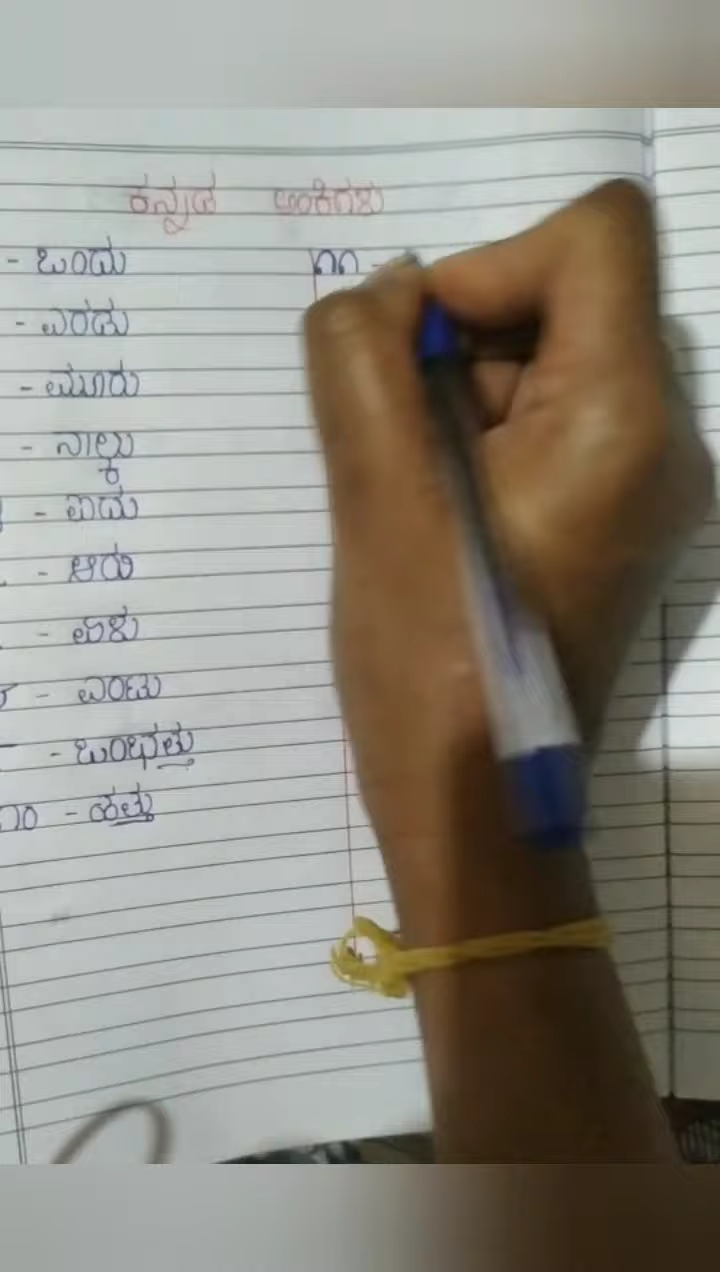 ಕನ್ನಡ ಅಂಕಿಗಳು
- ಒಂದು
- ಎರಡು
- ಮೂರು
- ನಾಲ್ಕು
- ಐದು
- ಆರು
- ಏಳು
- ಎಂಟು
- ಒಂಭತ್ತು
೧೦ - ಹತ್ತು
೧೧ -